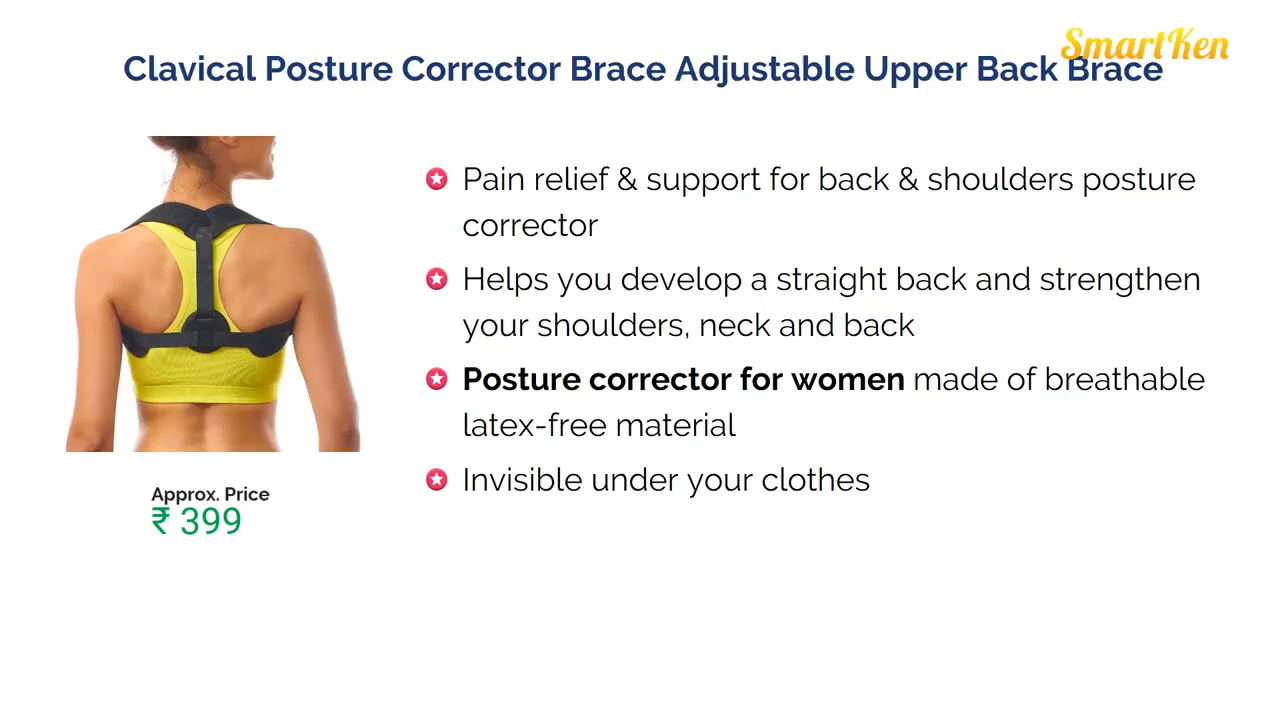 SmartKen
Clavical Posture Corrector Brace Adjustable Upper Back Brace
Pain relief & support for back & shoulders posture
corrector
Helps you develop a straight back and strengthen
your shoulders, neck and back
Posture corrector for women made of breathable
latex-free material
Invisible under your clothes
Approx. Price
₹ 399